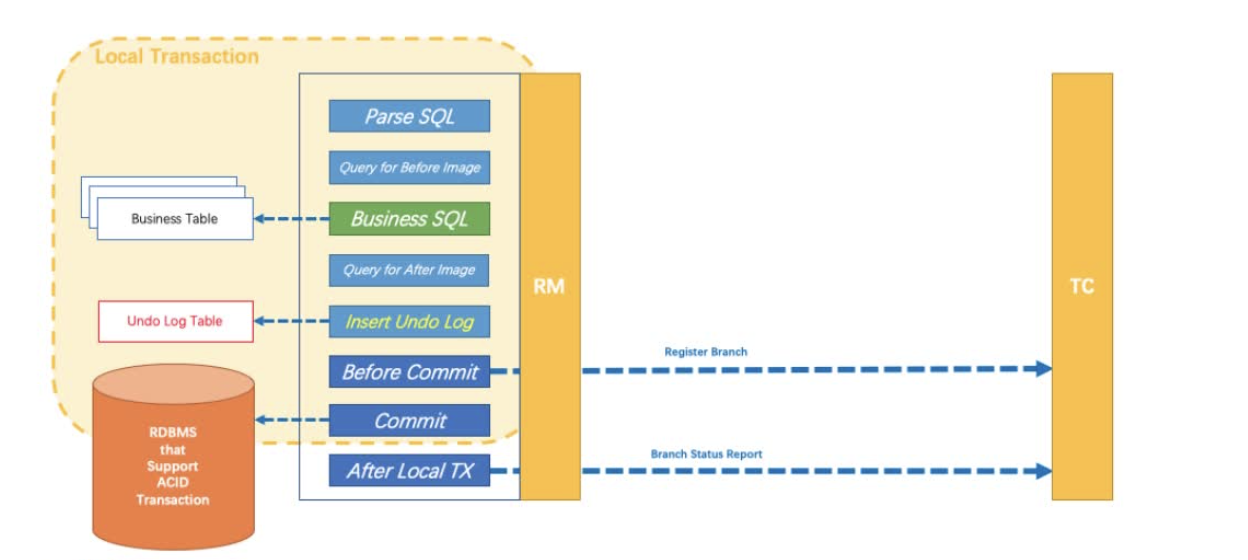 Local Transaction
Parse SQL
Query for Before Image
Business Table
Business SQL
Query for After Image
RM
TC
Undo Log Table
Insert Undo Log
Register Branch
Before Commit
Commit
RDBMS
that
Support
ACID
Transaction
Branch Status Report
After Local TX